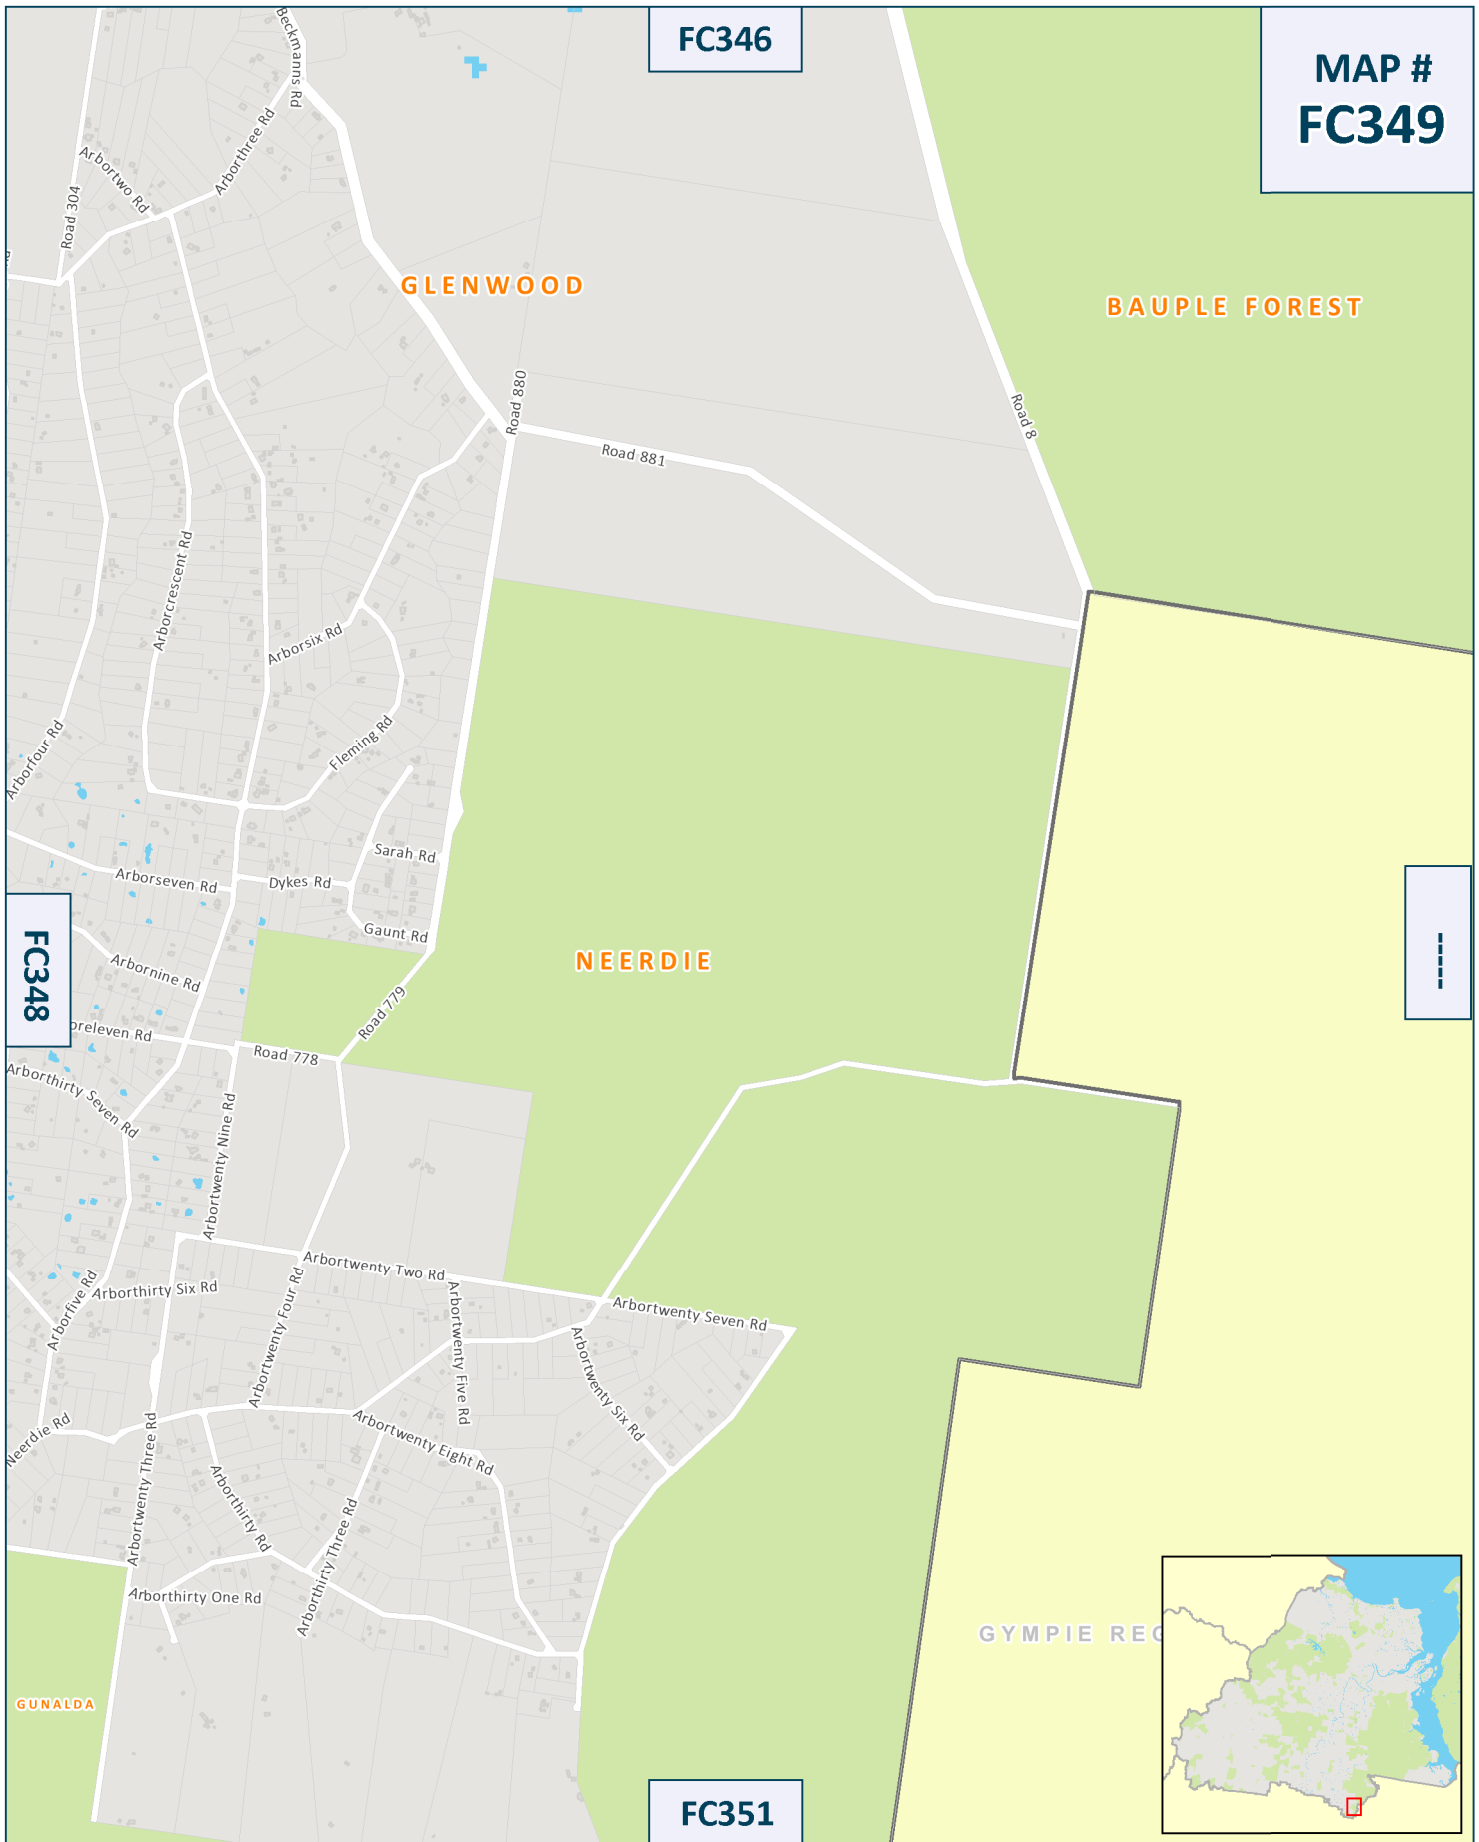 FC346
MAP #
FC349
Beckmanns Rd
Arborthree Rd
Arbortwo Rd
Road 304
GLENWOOD
BAUPLE FOREST
Road 880
Road 8
Road 881
Arborcrescent Rd
Arborsix Rd
Fleming Rd
Arborfour Rd
Sarah Rd
Arborseven Rd
Dykes Rd
Gaunt Rd
FC348
NEERDIE
------
Arbornine Rd
Road 779
oreleven Rd
Road 778
Arborthirty Seven Rd
Arbortwenty Nine Rd
Arbortwenty Two Rd
Arborthirty Six Rd
Arborfive Rd
Arbortwenty Four Rd
Arbortwenty Five Rd
Arbortwenty Seven Rd
Arbortwenty Six Rd
Neerdie Rd
Arbortwenty Three Rd
Arbortwenty Eight Rd
Arborthirty Rd
Arborthirty Three Rd
Arborthirty One Rd
GYMPIE REG
GUNALDA
FC351